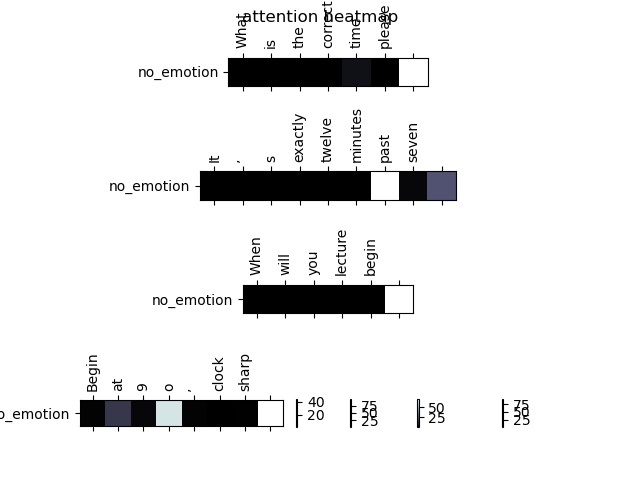 attention heatmap
What is the correct time please
no_emotion
It ’ s exactly twelve minutes past seven
no_emotion
When will you lecture begin
no_emotion
Begin at 9 o ’ clock sharp
o_emotion
40 20
75 50 25
50 25
75 50 25